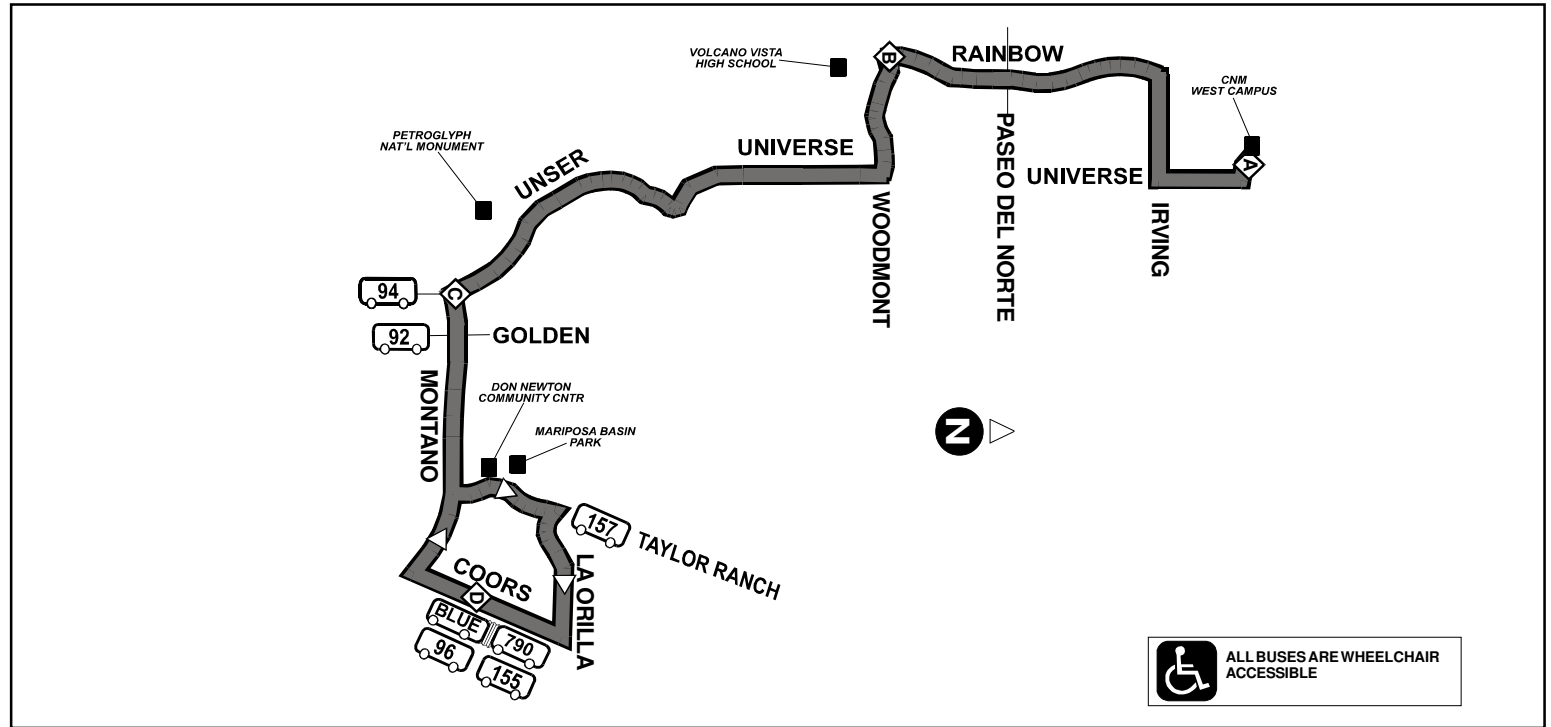 VOLCANO VISTA
HIGH SCHOOL
B
RAINBOW
CNM
WEST CAMPUS
A
PETROGLYPH
NAT'L MONUMENT
UNSER
UNIVERSE
WOODMONT
PASEO DEL NORTE
UNIVERSE
IRVING
94
C
92
GOLDEN
MONTANO
DON NEWTON
COMMUNITY CNTR
MARIPOSA BASIN
PARK
N
157
TAYLOR RANCH
COORS
D
LA ORILLA
BLUE
790
96
155
ALL BUSES ARE WHEELCHAIR
ACCESSIBLE